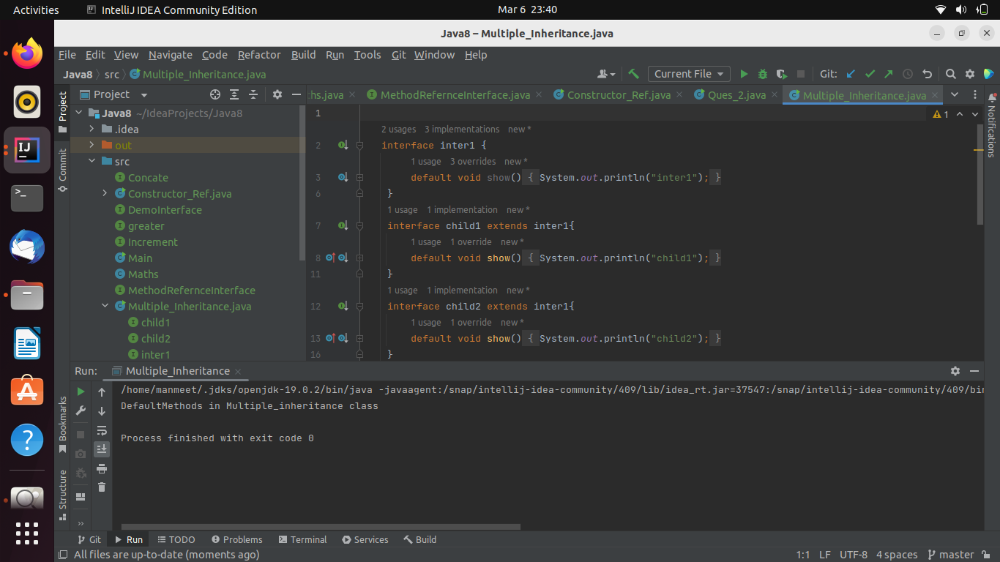 Activities IntelliJ IDEA Community Edition Mar 6 23:40
Java8 – Multiple_Inheritance.java
File Edit View Navigate Code Refactor Build Run Tools Git Window Help
Java8 src Multiple_Inheritance.java Current File Git:
Project ths.java MethodRefernceInterface.java Constructor_Ref.java Ques_2.java Multiple_Inheritance.java
Project
Commit
Bookmarks
Structure
Notifications
Java8 ~/IdeaProjects/Java8
.idea
out
src
Concate
Constructor_Ref.java
DemoInterface
greater
Increment
Main
Maths
MethodRefernceInterface
Multiple_Inheritance.java
child1
child2
inter1
1 1
2 usages 3 implementations new *
2 interface inter1 {
1 usage 3 overrides new *
3 default void show() { System.out.println("inter1"); }
6 }
1 usage 1 implementation new *
7 interface child1 extends inter1{
1 usage 1 override new *
8 default void show() { System.out.println("child1"); }
11 }
1 usage 1 implementation new *
12 interface child2 extends inter1{
1 usage 1 override new *
13 default void show() { System.out.println("child2"); }
16 }
Run: Multiple_Inheritance
/home/manmeet/.jdks/openjdk-19.0.2/bin/java -javaagent:/snap/intellij-idea-community/409/lib/idea_rt.jar=37547:/snap/intellij-idea-community/409/bin
DefaultMethods in Multiple_inheritance class
Process finished with exit code 0
Git Run TODO Problems Terminal Services Build
All files are up-to-date (moments ago) 1:1 LF UTF-8 4 spaces master